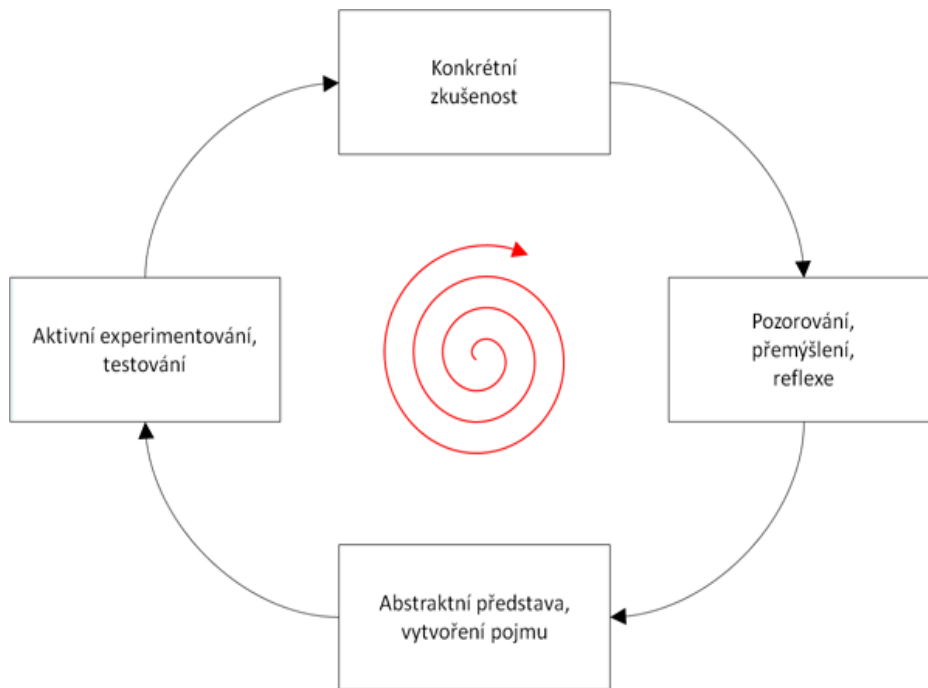 Konkrétní
zkušenost
Pozorování,
přemýšlení,
reflexe
Abstraktní představa,
vytvoření pojmu
Aktivní experimentování,
testování